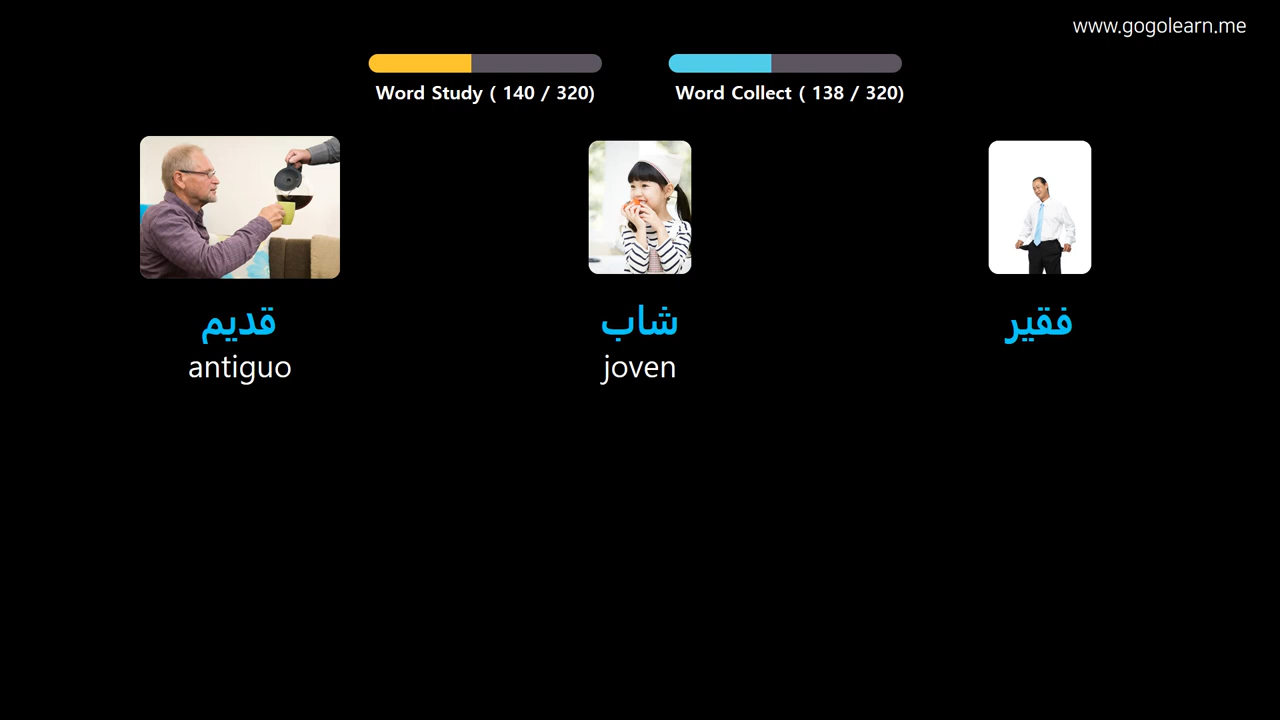 www.gogolearn.me
Word Study ( 140 / 320)
Word Collect ( 138 / 320)
قديم
antiguo
شاب
joven
فقير